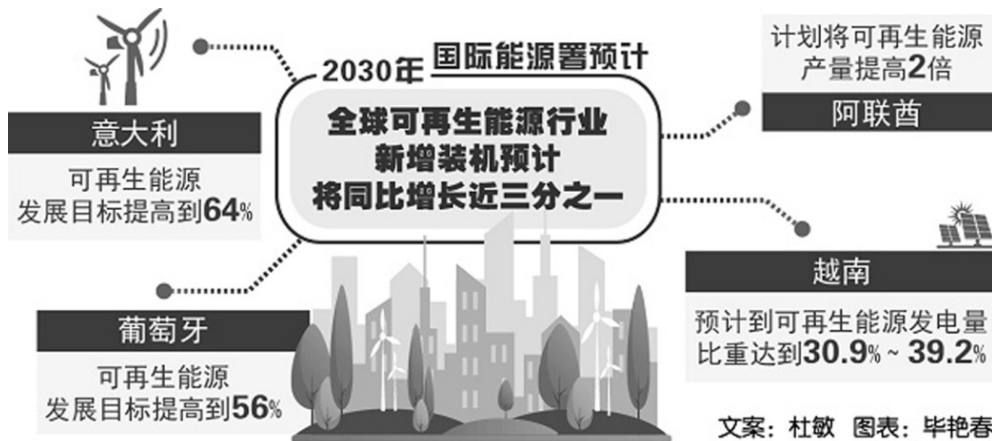 2030年 国际能源署预计
全球可再生能源行业
新增装机预计
将同比增长近三分之一
意大利
可再生能源
发展目标提高到64%
葡萄牙
可再生能源
发展目标提高到56%
计划将可再生能源
产量提高2倍
阿联酋
越南
预计到可再生能源发电量
比重达到30.9%~39.2%
文案：杜敏 图表：毕艳春